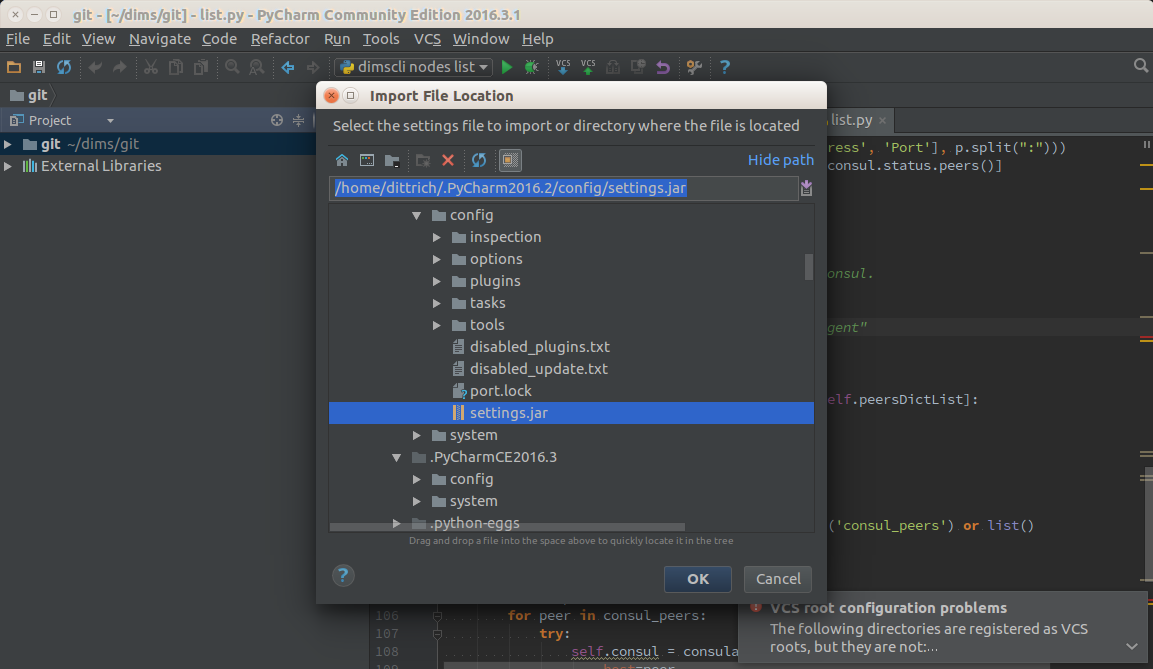 git - [~/dims/git] - list.py - PyCharm Community Edition 2016.3.1
File Edit View Navigate Code Refactor Run Tools VCS Window Help
dimscli nodes list VCS VCS ?
git
Project
list.py
git ~/dims/git
External Libraries
Import File Location
Select the settings file to import or directory where the file is located
Hide path
/home/dittrich/.PyCharm2016.2/config/settings.jar
config
inspection
options
plugins
tasks
tools
disabled_plugins.txt
disabled_update.txt
port.lock
settings.jar
system
.PyCharmCE2016.3
config
system
.python-eggs
Drag and drop a file into the space above to quickly locate it in the tree
? OK Cancel
ress', 'Port'], p.split(":")))
consul.status.peers()]
onsul.
gent"
elf.peersDictList]:
('consul_peers') or list()
106 for peer in consul_peers:
107 try:
108 self.consul = consula
109 host=peer
VCS root configuration problems
The following directories are registered as VCS
roots, but they are not:...